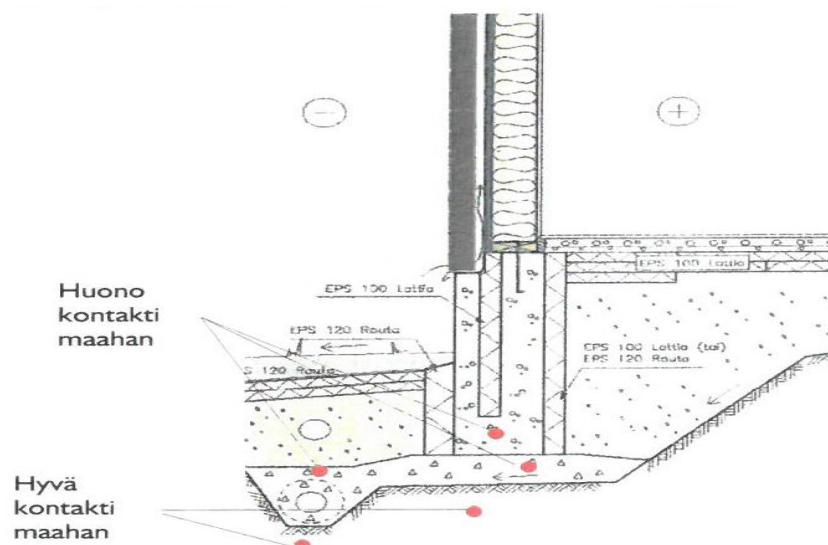 EPS 100 Lattia
Huono
kontakti
maahan
EPS 100 Lattia
EPS 120 Routa
EPS 100 Lattia (tai)
EPS 120 Routa
EPS 120 Routa
Hyvä
kontakti
maahan